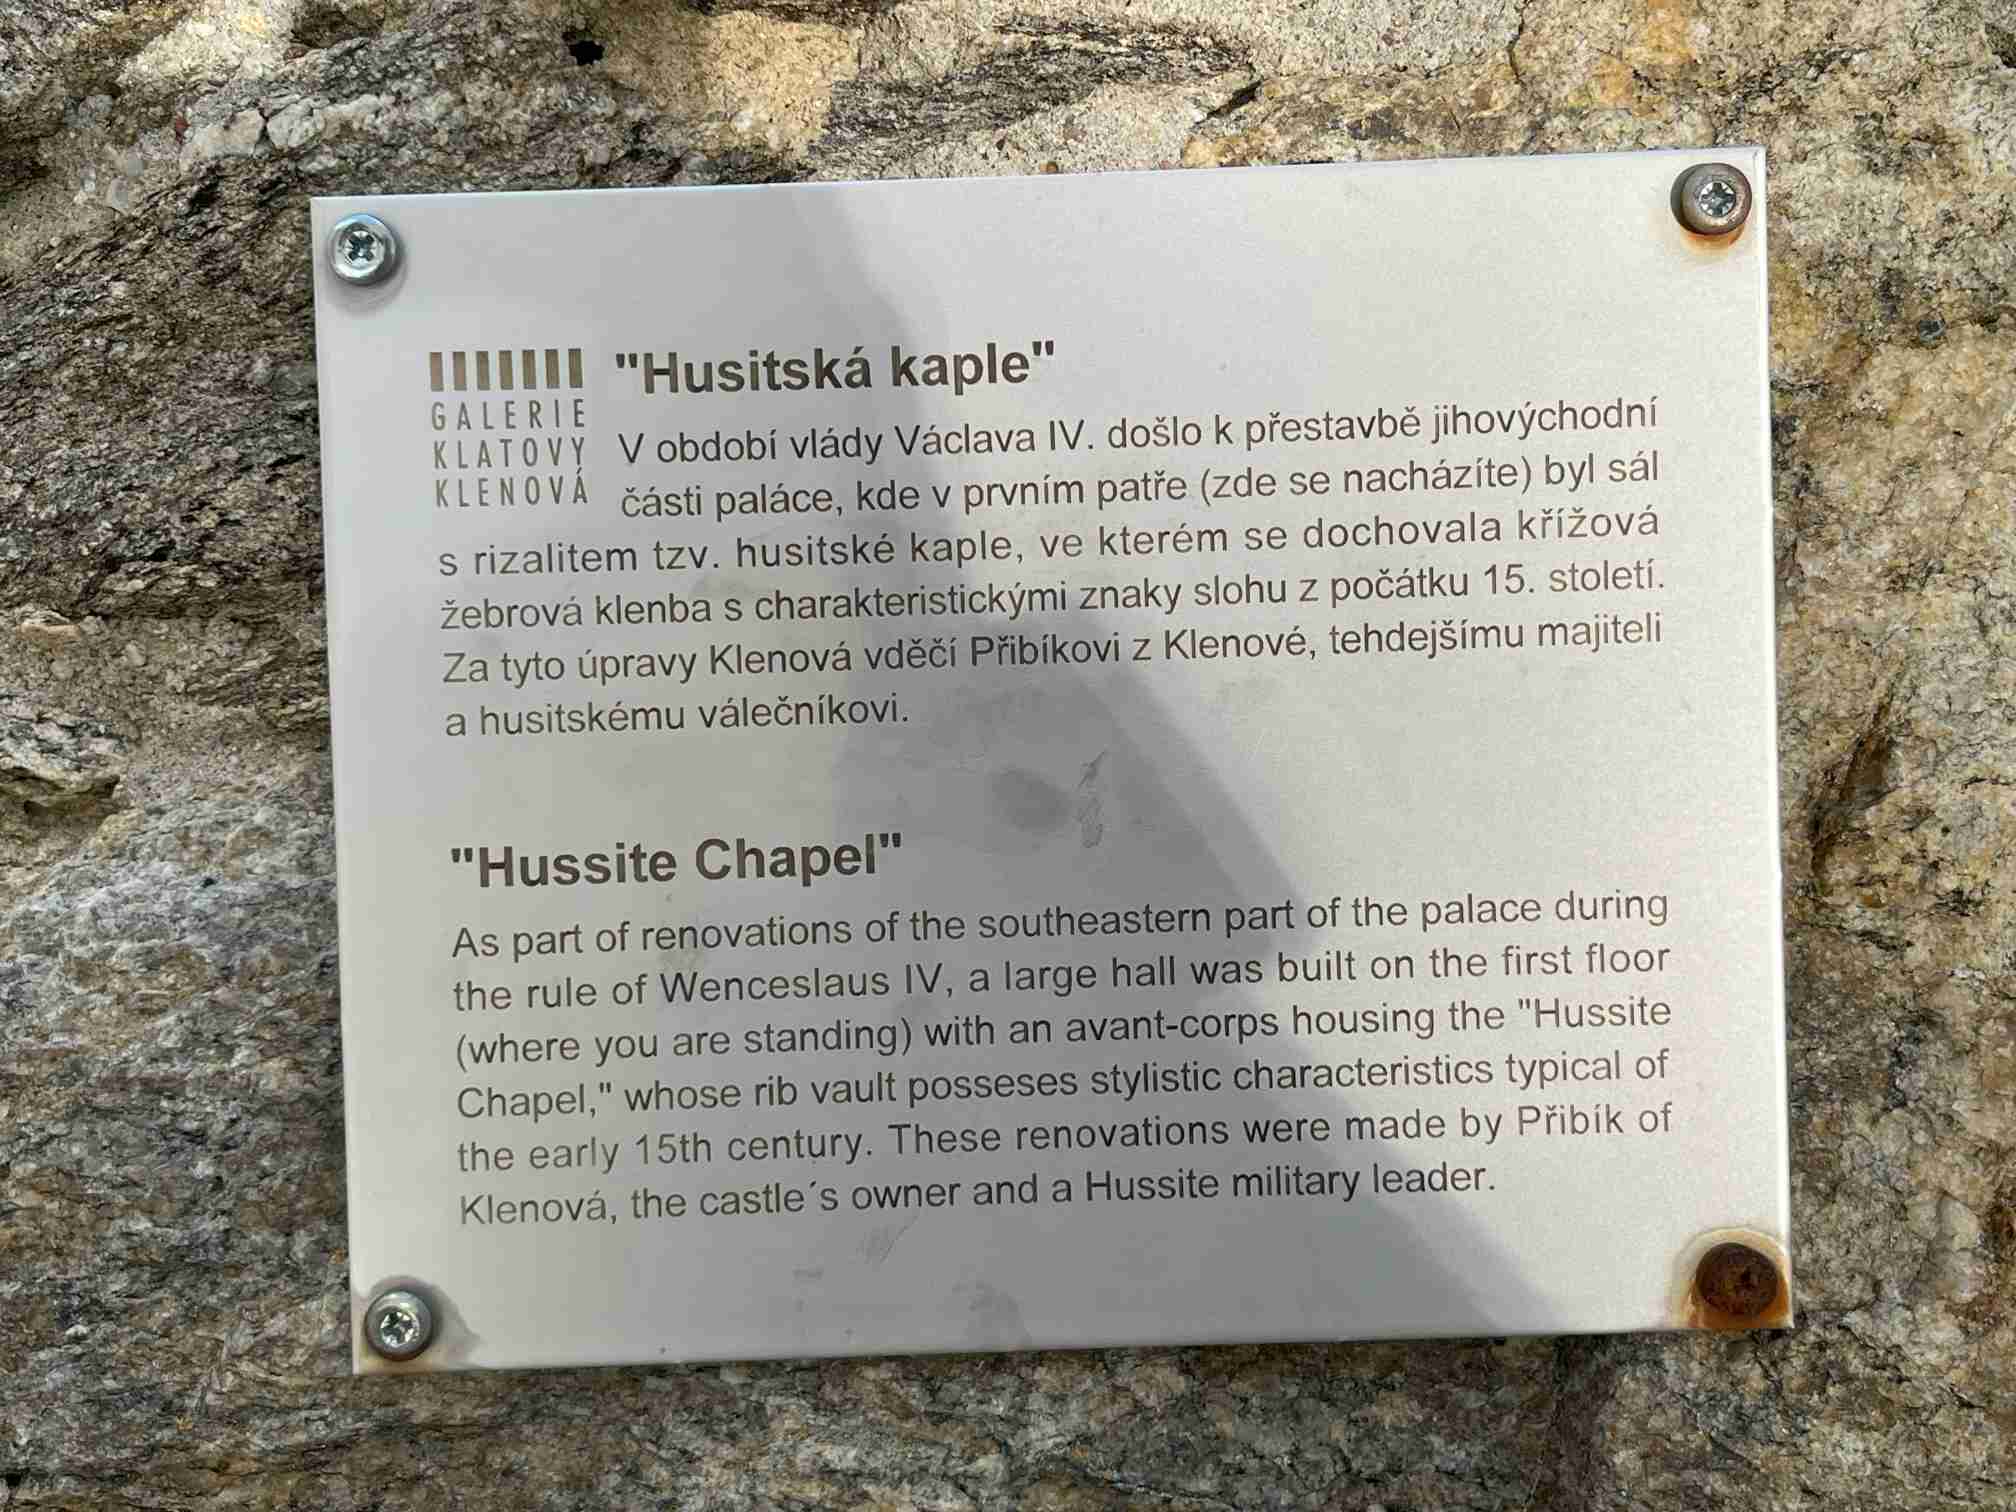 GALERIE
KLATOVY
KLENOVÁ
"Husitská kaple"
V období vlády Václava IV. došlo k přestavbě jihovýchodní
části paláce, kde v prvním patře (zde se nacházíte) byl sál
s rizalitem tzv. husitské kaple, ve kterém se dochovala křížová
žebrová klenba s charakteristickými znaky slohu z počátku 15. století.
Za tyto úpravy Klenová vděčí Přibíkovi z Klenové, tehdejšímu majiteli
a husitskému válečníkovi.
"Hussite Chapel"
As part of renovations of the southeastern part of the palace during
the rule of Wenceslaus IV, a large hall was built on the first floor
(where you are standing) with an avant-corps housing the "Hussite
Chapel," whose rib vault posseses stylistic characteristics typical of
the early 15th century. These renovations were made by Přibík of
Klenová, the castle´s owner and a Hussite military leader.